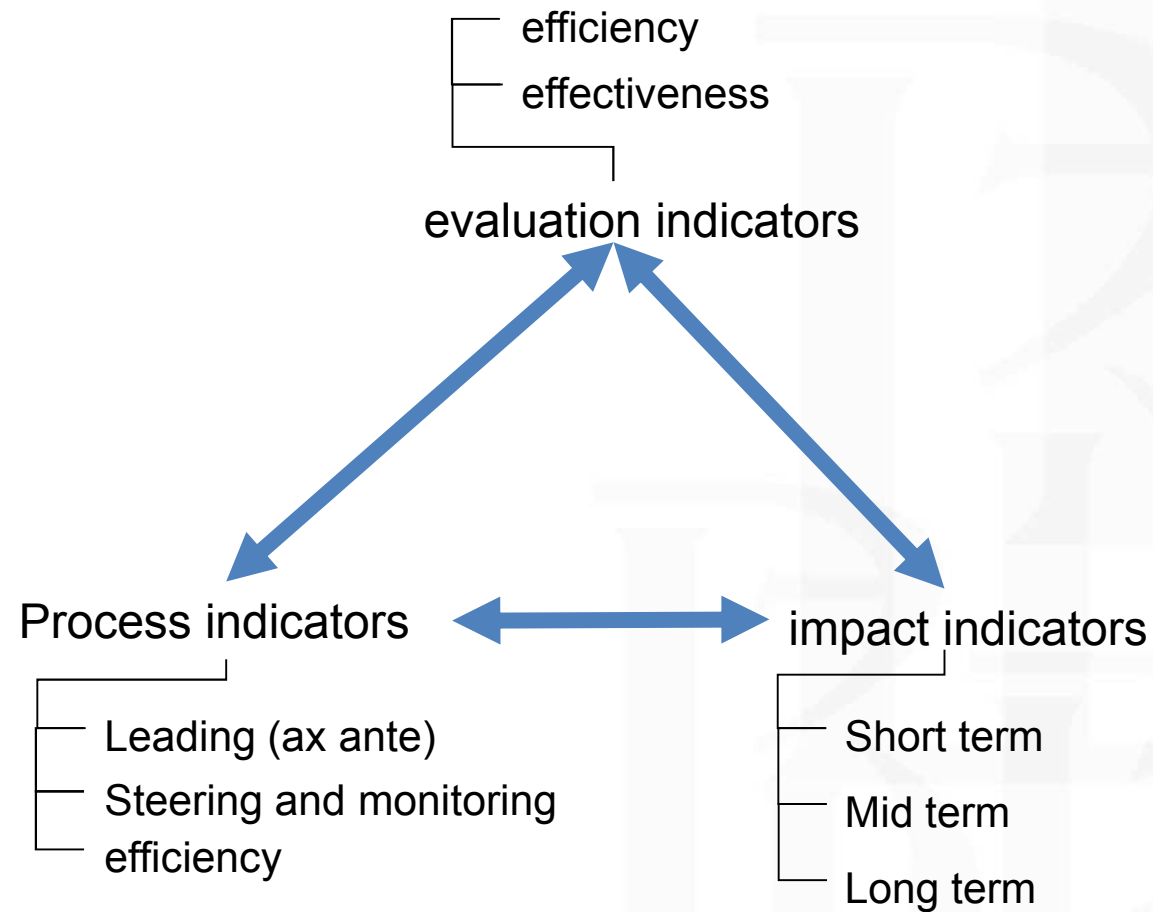 efficiency
effectiveness
evaluation indicators
Process indicators
impact indicators
Leading (ax ante)
Steering and monitoring
efficiency
Short term
Mid term
Long term